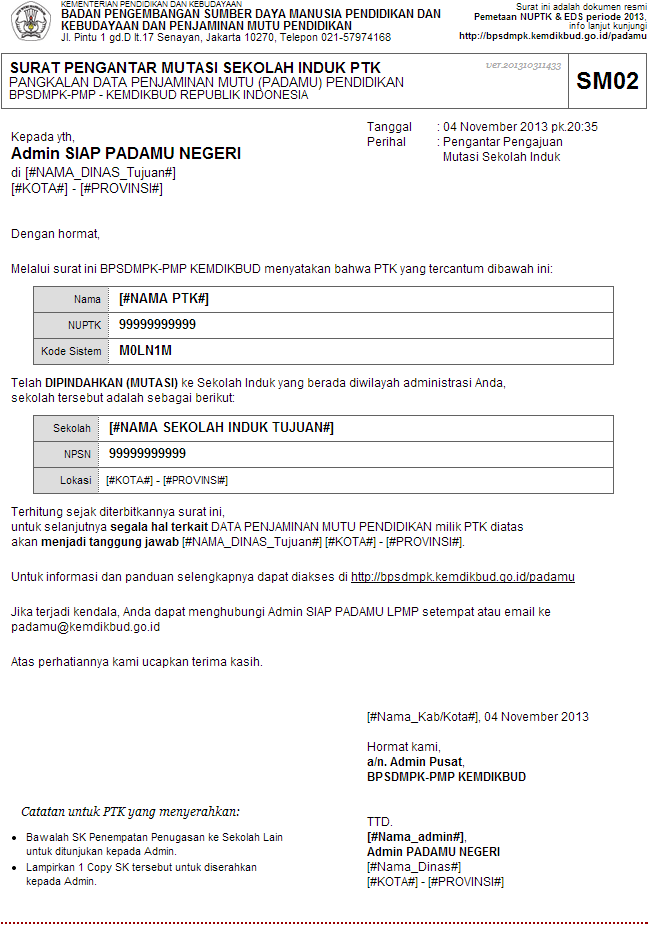 KEMENTERIAN PENDIDIKAN DAN KEBUDAYAAN
BADAN PENGEMBANGAN SUMBER DAYA MANUSIA PENDIDIKAN DAN
KEBUDAYAAN DAN PENJAMINAN MUTU PENDIDIKAN
Jl. Pintu 1 gd.D lt.17 Senayan, Jakarta 10270, Telepon 021-57974168
Surat ini adalah dokumen resmi
Pemetaan NUPTK & EDS periode 2013,
info lanjut kunjungi
http://bpsdmpk.kemdikbud.go.id/padamu
SURAT PENGANTAR MUTASI SEKOLAH INDUK PTK
PANGKALAN DATA PENJAMINAN MUTU (PADAMU) PENDIDIKAN
BPSDMPK-PMP - KEMDIKBUD REPUBLIK INDONESIA
ver.201310311433
SM02
Tanggal : 04 November 2013 pk.20:35
Perihal : Pengantar Pengajuan
Mutasi Sekolah Induk
Kepada yth,
Admin SIAP PADAMU NEGERI
di [#NAMA_DINAS_Tujuan#]
[#KOTA#] - [#PROVINSI#]
Dengan hormat,
Melalui surat ini BPSDMPK-PMP KEMDIKBUD menyatakan bahwa PTK yang tercantum dibawah ini:
Nama [#NAMA PTK#]
NUPTK 99999999999
Kode Sistem M0LN1M
Telah DIPINDAHKAN (MUTASI) ke Sekolah Induk yang berada diwilayah administrasi Anda,
sekolah tersebut adalah sebagai berikut:
Sekolah [#NAMA SEKOLAH INDUK TUJUAN#]
NPSN 99999999999
Lokasi [#KOTA#] - [#PROVINSI#]
Terhitung sejak diterbitkannya surat ini,
untuk selanjutnya segala hal terkait DATA PENJAMINAN MUTU PENDIDIKAN milik PTK diatas
akan menjadi tanggung jawab [#NAMA_DINAS_Tujuan#] [#KOTA#] - [#PROVINSI#].
Untuk informasi dan panduan selengkapnya dapat diakses di http://bpsdmpk.kemdikbud.go.id/padamu
Jika terjadi kendala, Anda dapat menghubungi Admin SIAP PADAMU LPMP setempat atau email ke
padamu@kemdikbud.go.id
Atas perhatiannya kami ucapkan terima kasih.
[#Nama_Kab/Kota#], 04 November 2013
Hormat kami,
a/n. Admin Pusat,
BPSDMPK-PMP KEMDIKBUD
TTD.
[#Nama_admin#],
Admin PADAMU NEGERI
[#Nama_Dinas#]
[#KOTA#] - [#PROVINSI#]
Catatan untuk PTK yang menyerahkan:
• Bawalah SK Penempatan Penugasan ke Sekolah Lain
untuk ditunjukan kepada Admin.
• Lampirkan 1 Copy SK tersebut untuk diserahkan
kepada Admin.